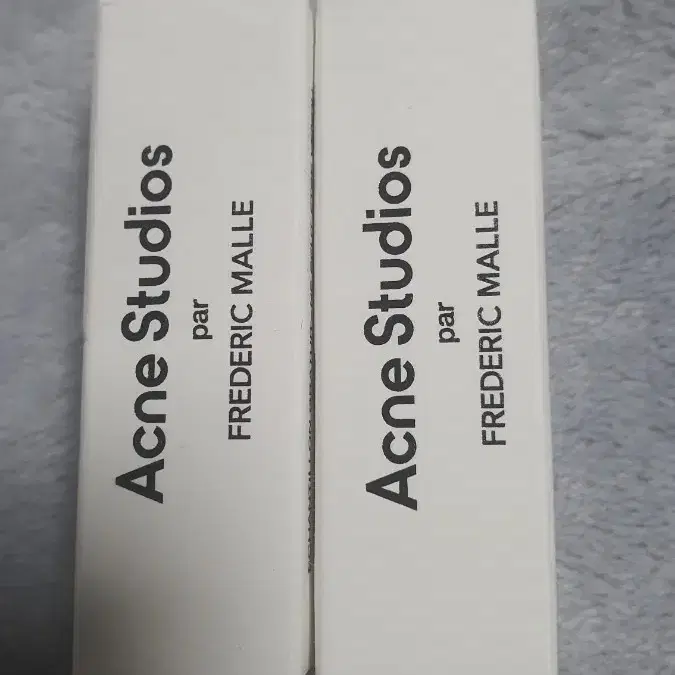 Acne Studios
par
FREDERIC MALLE
Acne Studios
par
FREDERIC MALLE